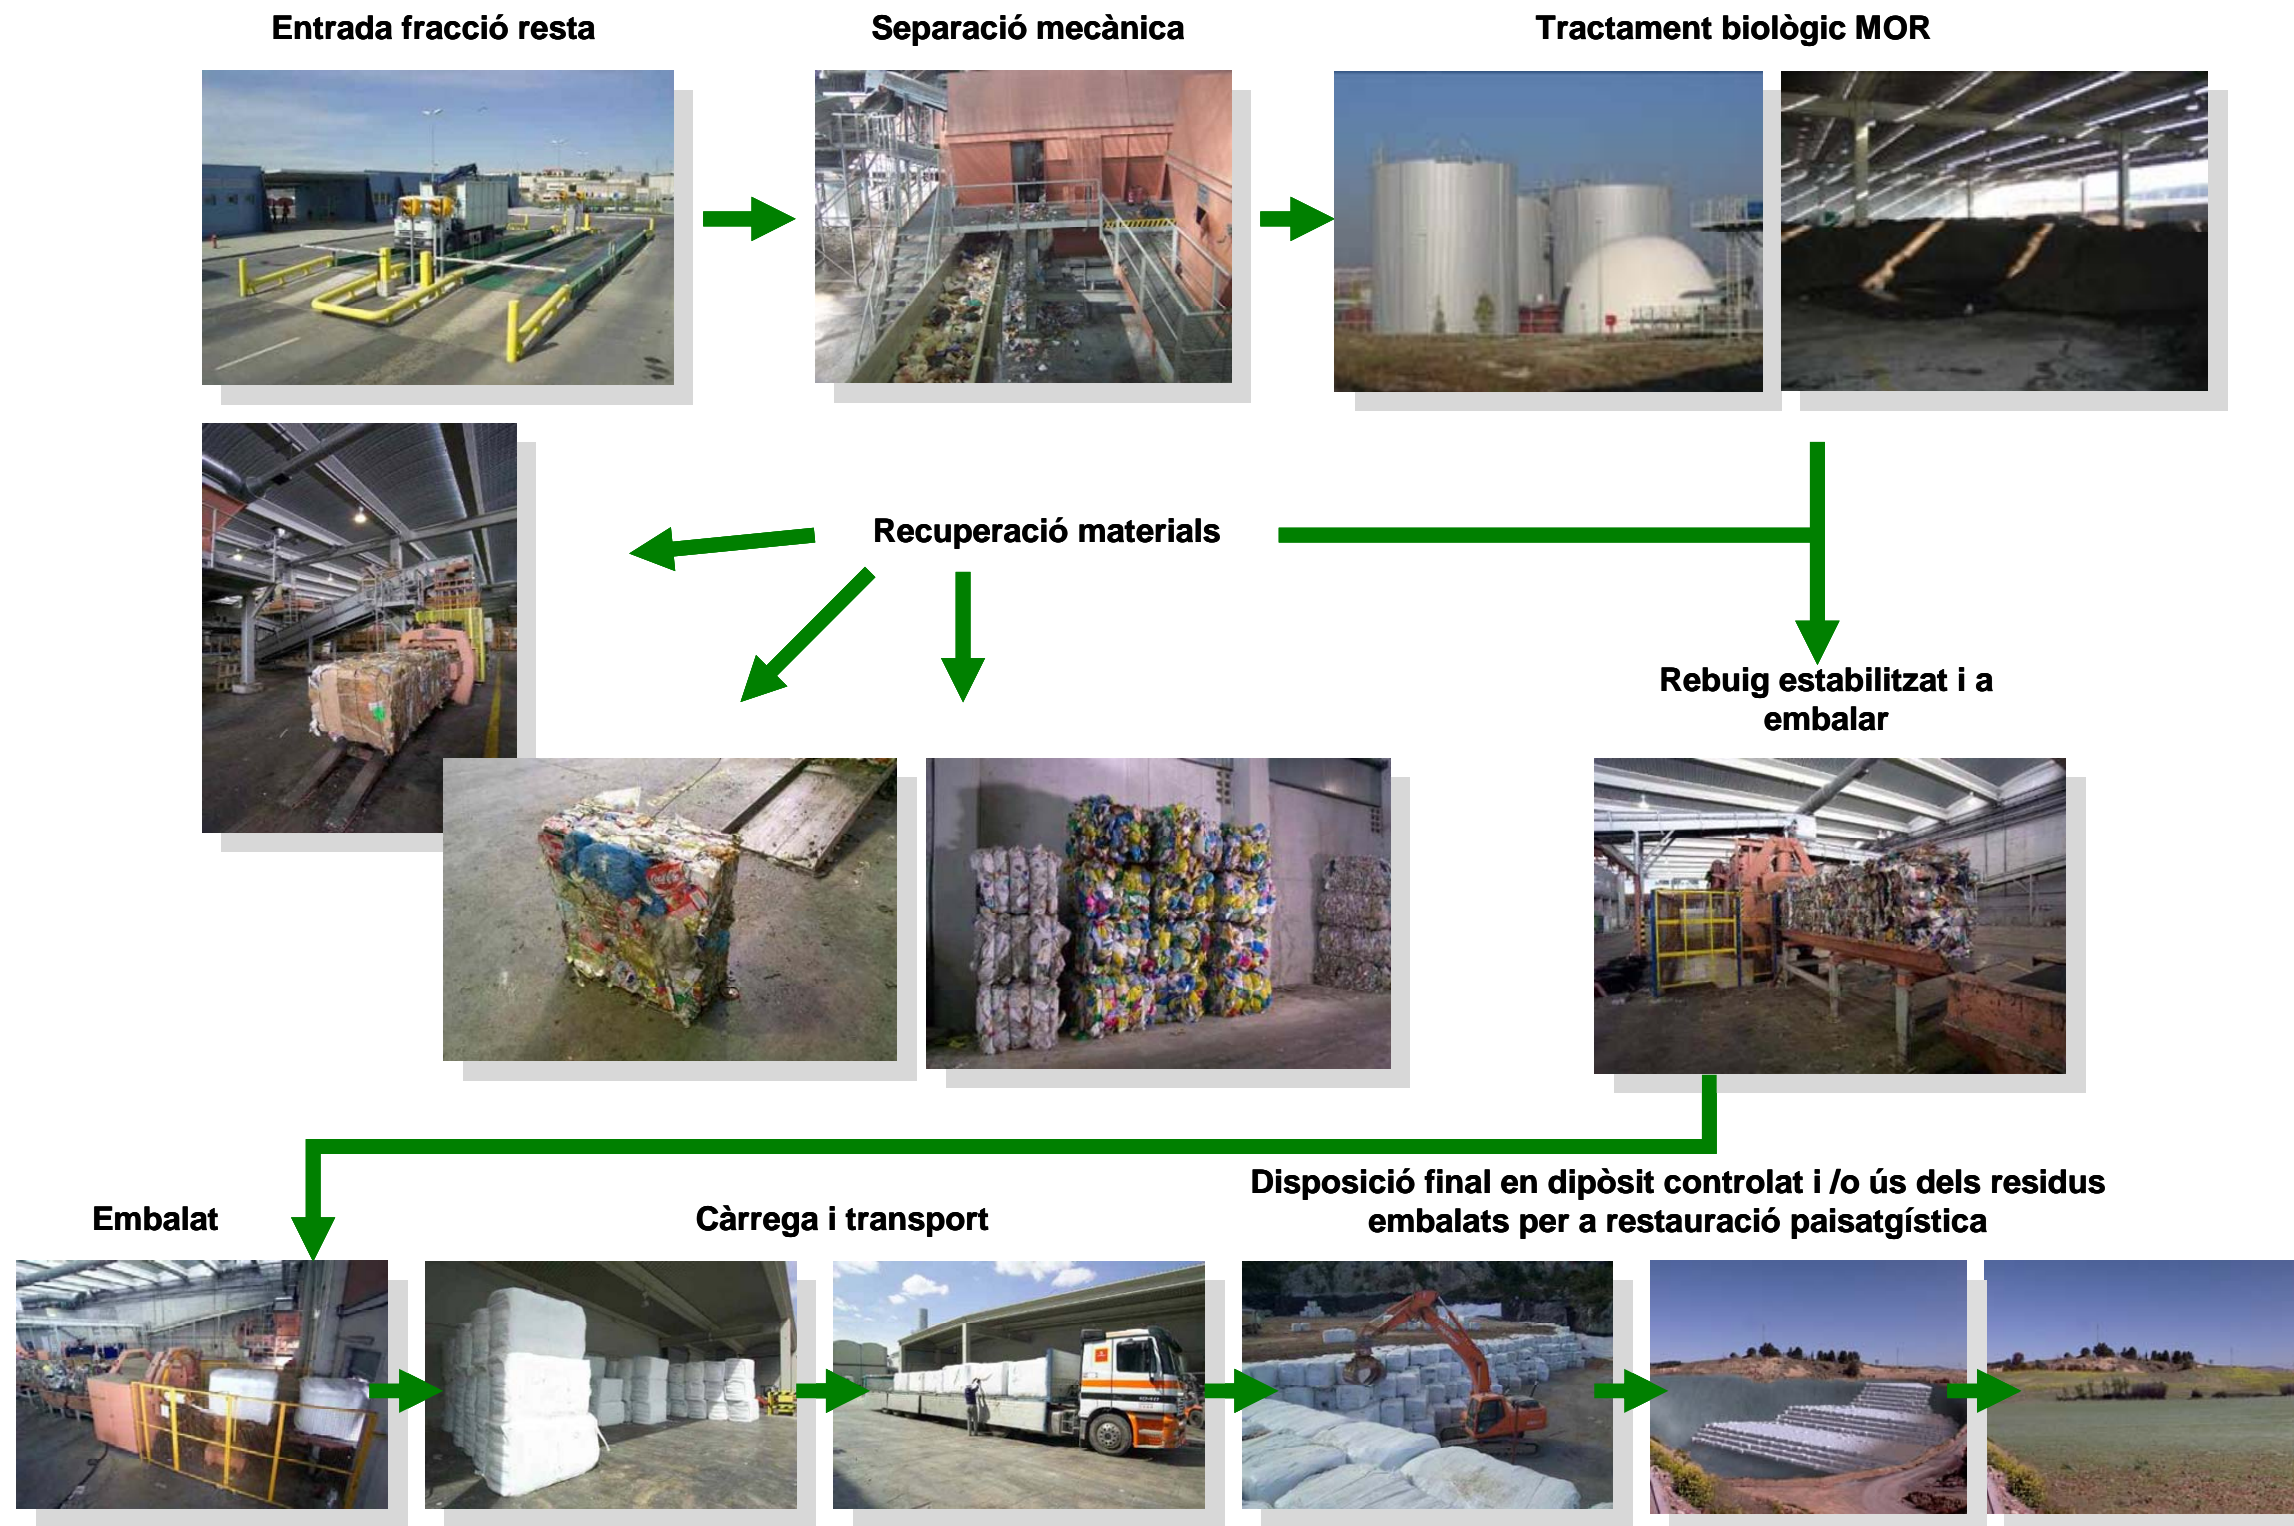 Entrada fracció resta
Separació mecànica
Tractament biològic MOR
Recuperació materials
Rebuig estabilitzat i a
embalar
Embalat
Càrrega i transport
Disposició final en dipòsit controlat i /o ús dels residus
embalats per a restauració paisatgística